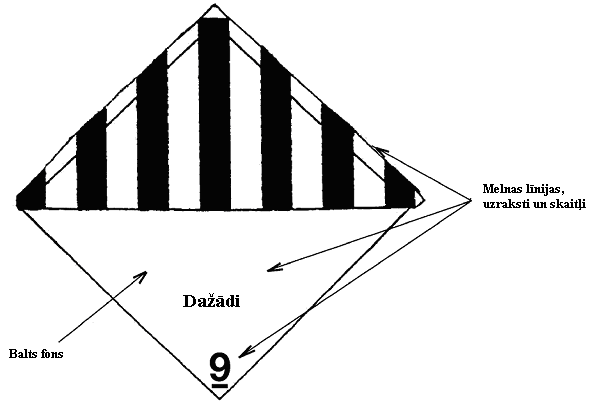 Melnas līnijas,
uzraksti un skaitļi
Dažādi
Balts fons
9